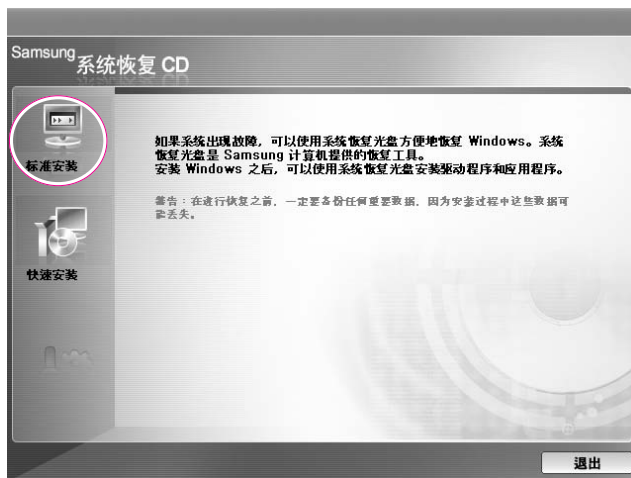 Samsung 系统恢复 CD
标准安装
如果系统出现故障，可以使用系统恢复光盘方便地恢复 Windows。系统
恢复光盘是 Samsung 计算机提供的恢复工具。
安装 Windows 之后，可以使用系统恢复光盘安装驱动程序和应用程序。
警告：在进行恢复之前，一定要备份任何重要数据，因为安装过程中这些数据可
能丢失。
快速安装
退出